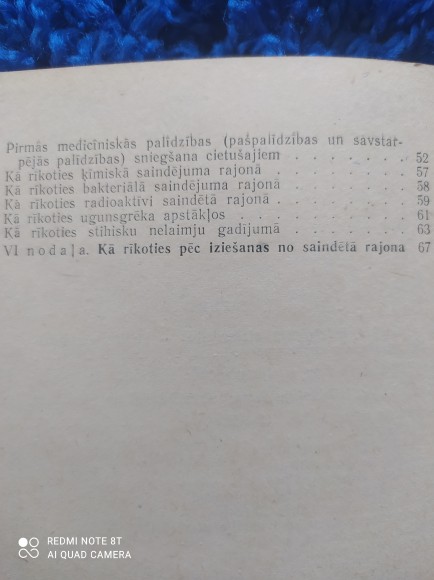 Pirmās medicīniskās palīdzības (pašpalīdzības un savstar-
pējās palīdzības) sniegšana cietušajiem . . . . . . . 52
Kā rīkoties ķīmiskā saindējuma rajonā . . . . . . . 57
Kā rīkoties bakteriālā saindējuma rajonā . . . . . . 58
Kā rīkoties radioaktīvi saindētā rajonā . . . . . . . 59
Kā rīkoties ugunsgrēka apstākļos . . . . . . . . . 61
Kā rīkoties stihisku nelaimju gadījumā . . . . . . . 63
VI nodaļa. Kā rīkoties pēc iziešanas no saindētā rajona 67
REDMI NOTE 8T
AI QUAD CAMERA